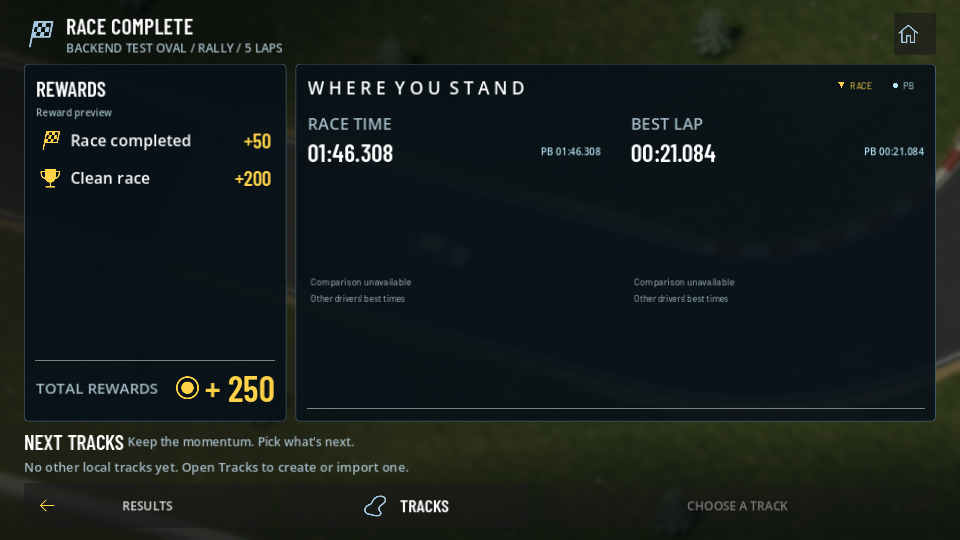 RACE COMPLETE
BACKEND TEST OVAL / RALLY / 5 LAPS
REWARDS
Reward preview
Race completed +50
Clean race +200
TOTAL REWARDS + 250
WHERE YOU STAND
RACE PB
RACE TIME
01:46.308 PB 01:46.308
BEST LAP
00:21.084 PB 00:21.084
Comparison unavailable
Other drivers' best times
Comparison unavailable
Other drivers' best times
NEXT TRACKS Keep the momentum. Pick what's next.
No other local tracks yet. Open Tracks to create or import one.
RESULTS TRACKS CHOOSE A TRACK